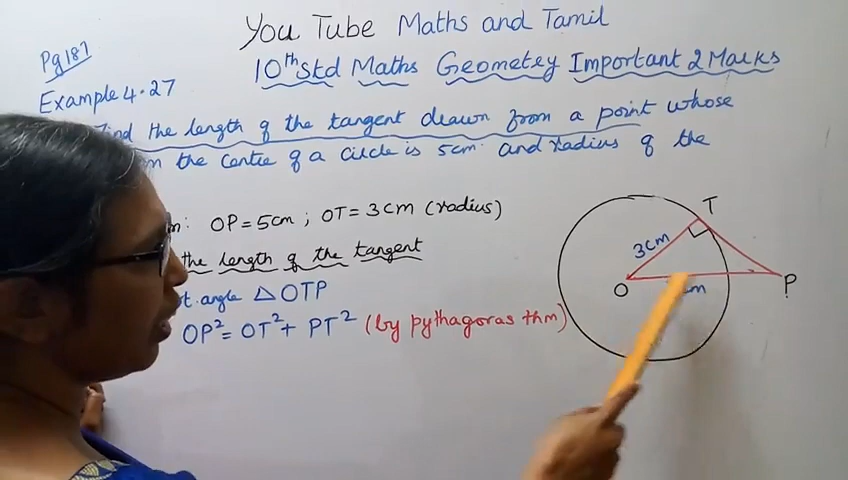 You Tube Maths and Tamil
Pg 187
10th Std Maths Geometry Important 2 Marks
Example 4.27
Find the length of the tangent drawn from a point whose
the centre of a circle is 5cm and radius of the
OP = 5cm ; OT = 3cm (radius)
the length of the tangent
angle △ OTP
OP² = OT² + PT² (by pythagoras thm)
T
3cm
O
P